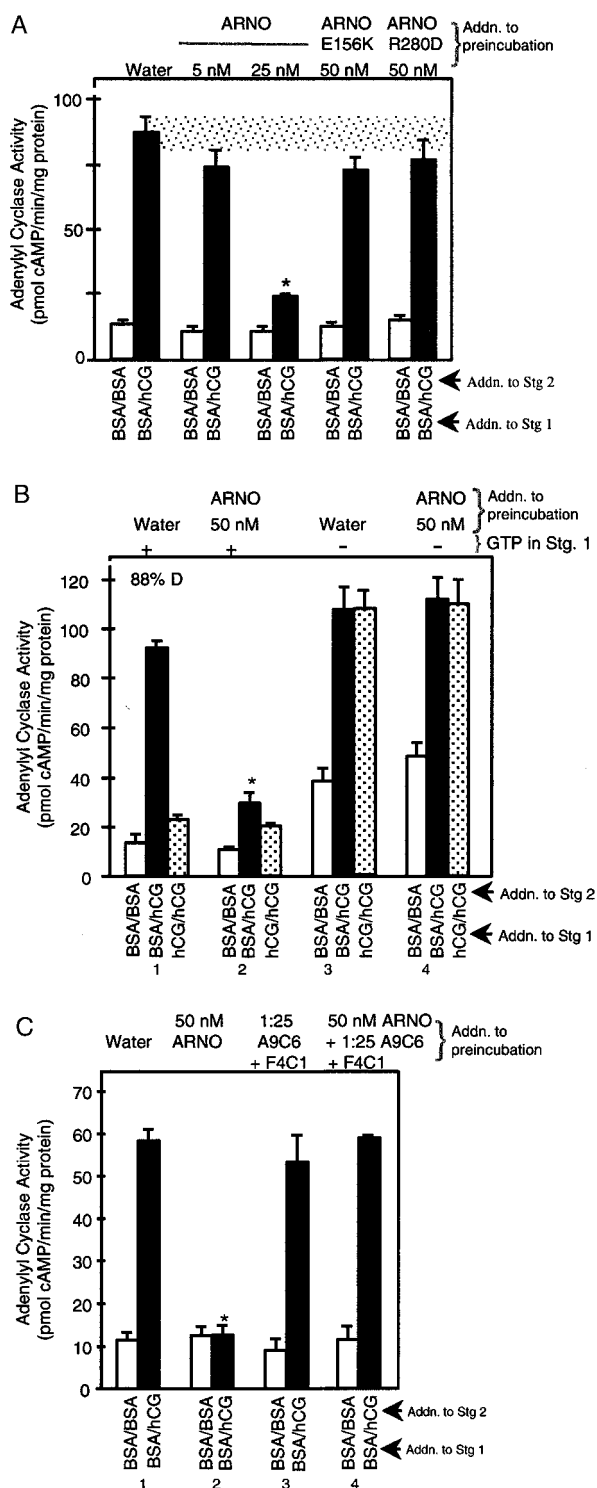 A
ARNO ARNO ARNO
E156K R280D
Addn. to
preincubation
Water 5 nM 25 nM 50 nM 50 nM
Adenylyl Cyclase Activity
(pmol cAMP/min/mg protein)
100
50
0
*
BSA/BSA BSA/hCG BSA/BSA BSA/hCG BSA/BSA BSA/hCG BSA/BSA BSA/hCG BSA/BSA BSA/hCG
Addn. to Stg 2
Addn. to Stg 1
B
ARNO ARNO
Water 50 nM Water 50 nM
Addn. to
preincubation
+ + – –
GTP in Stg. 1
88% D
Adenylyl Cyclase Activity
(pmol cAMP/min/mg protein)
120
100
80
60
40
20
0
*
BSA/BSA BSA/hCG hCG/hCG BSA/BSA BSA/hCG hCG/hCG BSA/BSA BSA/hCG hCG/hCG BSA/BSA BSA/hCG hCG/hCG
Addn. to Stg 2
Addn. to Stg 1
1 2 3 4
C
50 nM 1:25 50 nM ARNO
Water ARNO A9C6 + 1:25 A9C6
+ F4C1 + F4C1
Addn. to
preincubation
Adenylyl Cyclase Activity
(pmol cAMP/min/mg protein)
70
60
50
40
30
20
10
0
*
BSA/BSA BSA/hCG BSA/BSA BSA/hCG BSA/BSA BSA/hCG BSA/BSA BSA/hCG
Addn. to Stg 2
Addn. to Stg 1
1 2 3 4